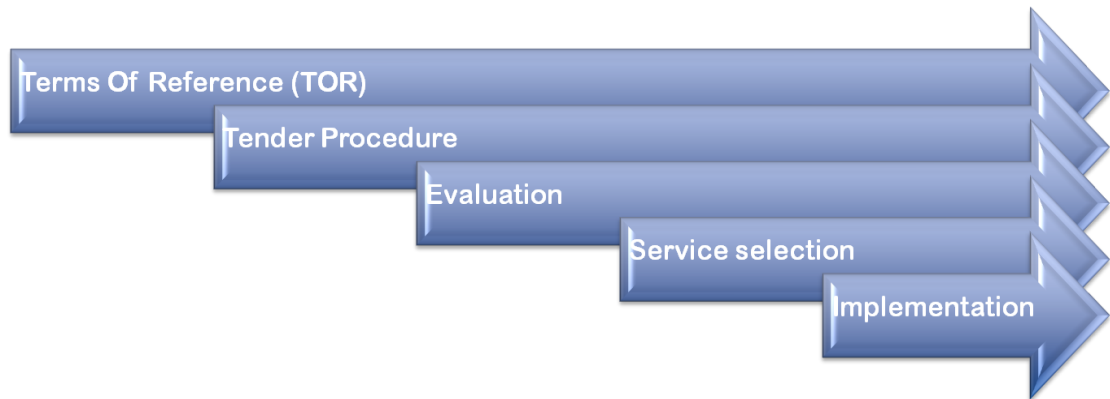 Terms Of Reference (TOR)
Tender Procedure
Evaluation
Service selection
Implementation